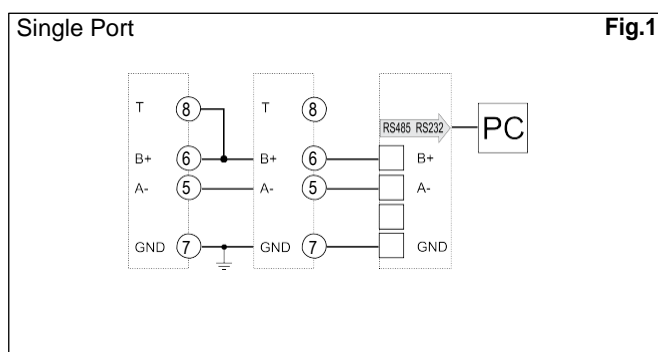 Single Port Fig.1
T 8 T 8
RS485 RS232 PC
B+ 6 B+ 6 B+
A- 5 A- 5 A-
GND 7 GND 7 GND